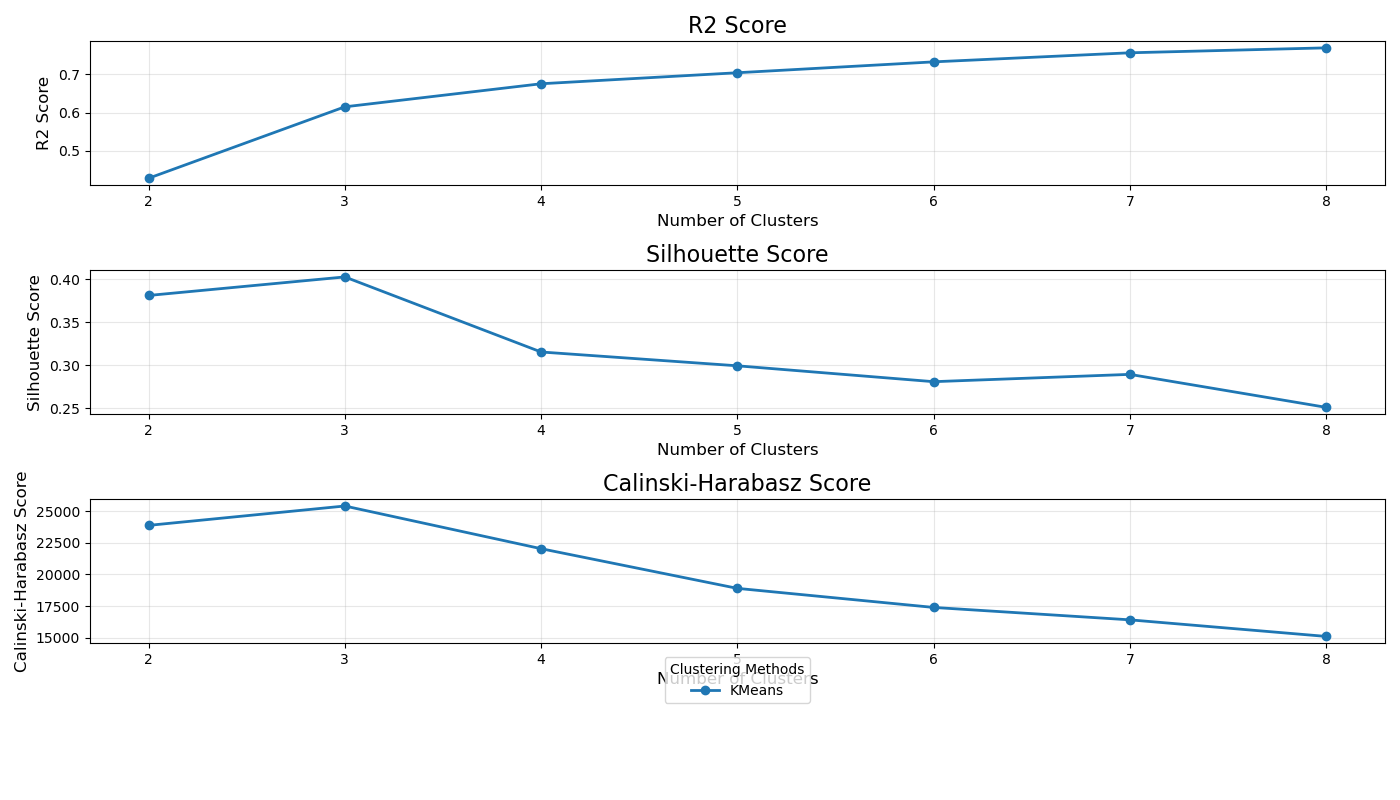 R2 Score
R2 Score
0.7
0.6
0.5
2 3 4 5 6 7 8
Number of Clusters
Silhouette Score
Silhouette Score
0.40
0.35
0.30
0.25
2 3 4 5 6 7 8
Number of Clusters
Calinski-Harabasz Score
Calinski-Harabasz Score
25000
22500
20000
17500
15000
2 3 4 5 6 7 8
Number of Clusters
Clustering Methods
KMeans